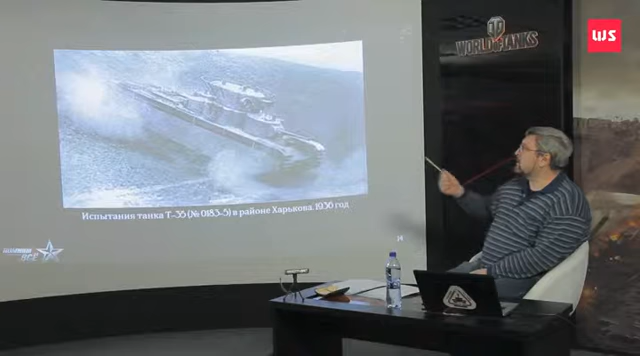 WS
WORLD OF TANKS
Испытания танка Т-35 (№ 0183-5) в районе Харькова. 1936 год